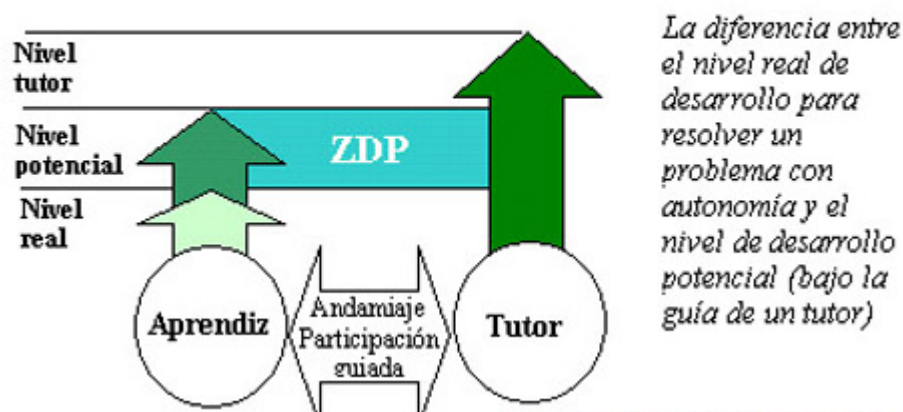 Nivel
tutor
Nivel
potencial
Nivel
real
ZDP
Aprendiz
Andamiaje
Participación
guiada
Tutor
La diferencia entre
el nivel real de
desarrollo para
resolver un
problema con
autonomía y el
nivel de desarrollo
potencial (bajo la
guía de un tutor)